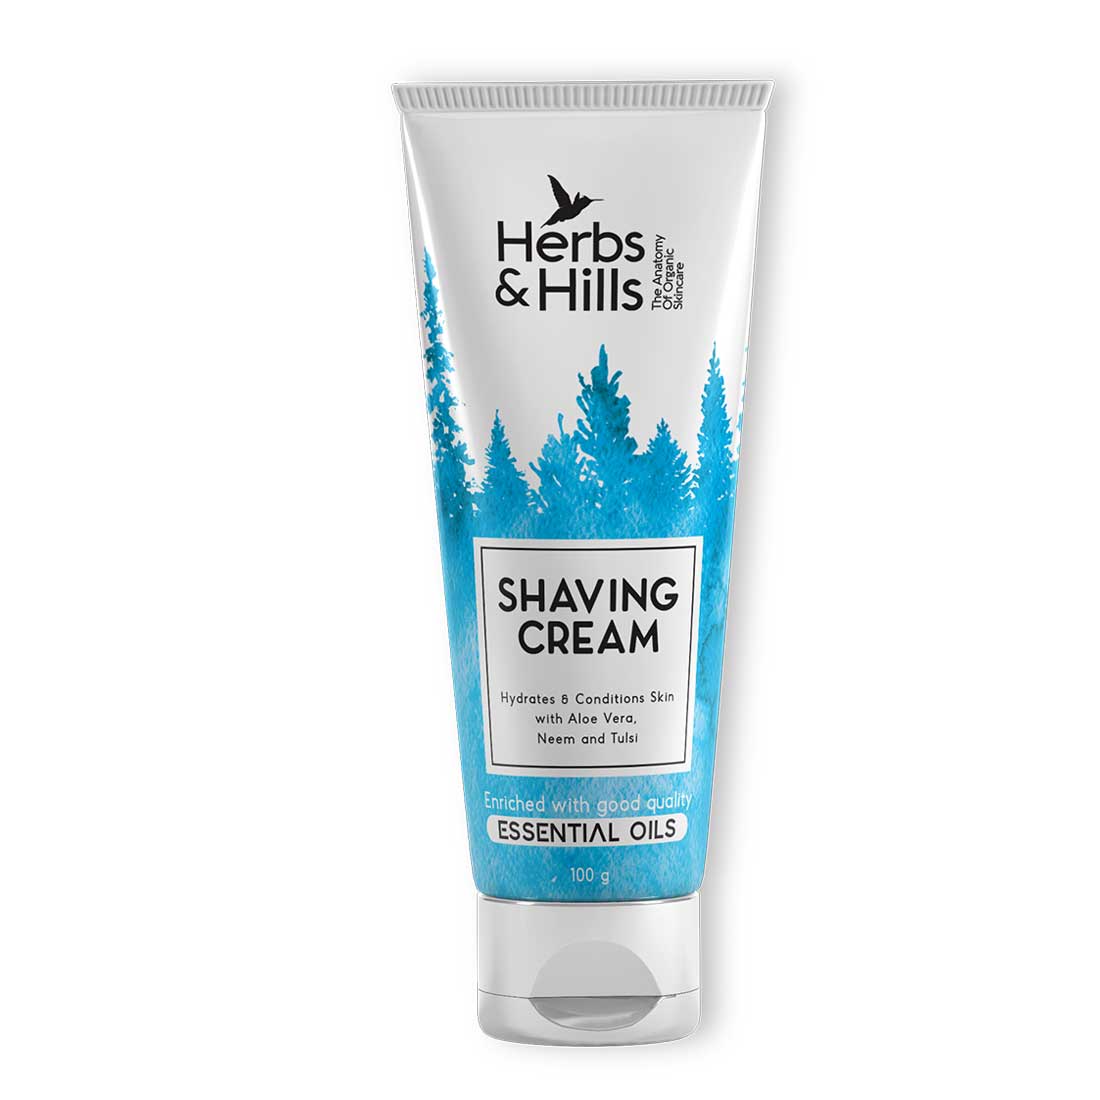 Herbs
& Hills
The Anatomy
Of Organic
Skincare
SHAVING
CREAM
Hydrates & Conditions Skin
with Aloe Vera,
Neem and Tulsi
Enriched with good quality
ESSENTIAL OILS
100 g